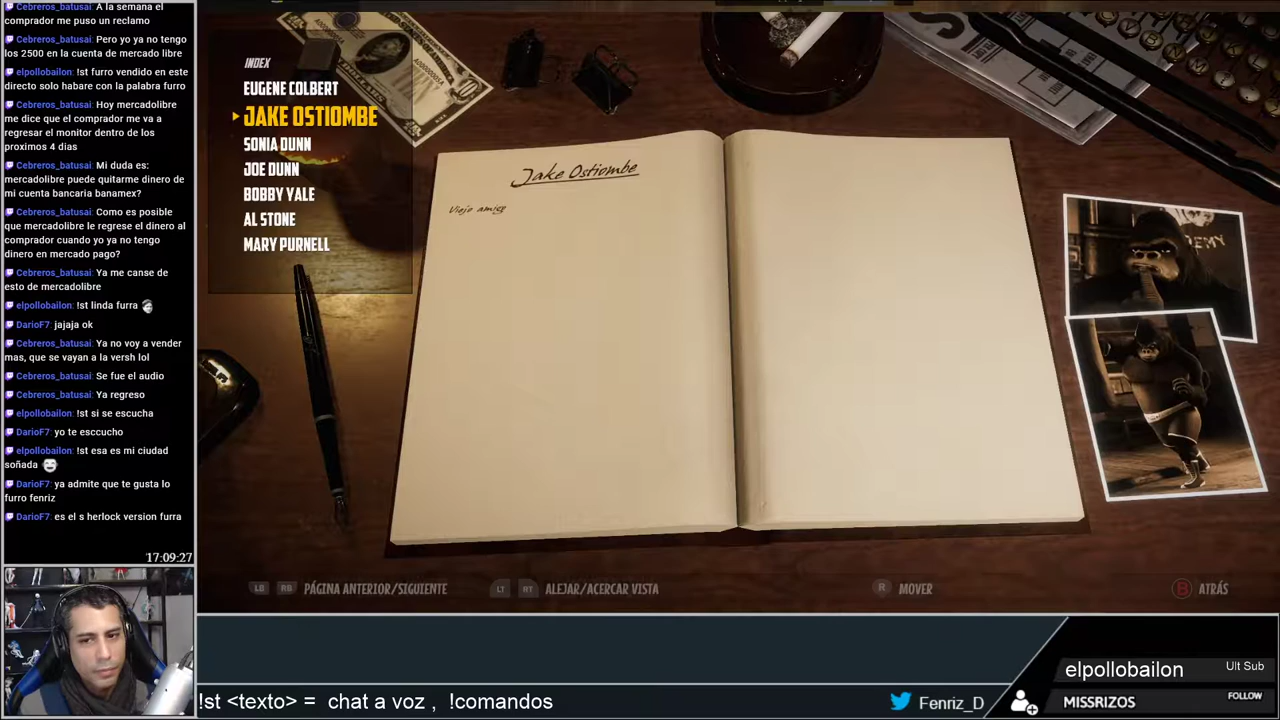 Cebreros_batusai: A la semana el
comprador me puso un reclamo
Cebreros_batusai: Pero yo ya no tengo
los 2500 en la cuenta de mercado libre
elpollobailon: !st furro vendido en este
directo solo habare con la palabra furro
Cebreros_batusai: Hoy mercadolibre
me dice que el comprador me va a
regresar el monitor dentro de los
proximos 4 dias
Cebreros_batusai: Mi duda es:
mercadolibre puede quitarme dinero de
mi cuenta bancaria banamex?
Cebreros_batusai: Como es posible
que mercadolibre le regrese el dinero al
comprador cuando yo ya no tengo
dinero en mercado pago?
Cebreros_batusai: Ya me canse de
esto de mercadolibre
elpollobailon: !st linda furra
DarioF7: jajaja ok
Cebreros_batusai: Ya no voy a vender
mas, que se vayan a la versh lol
Cebreros_batusai: Se fue el audio
Cebreros_batusai: Ya regreso
elpollobailon: !st si se escucha
DarioF7: yo te esccucho
elpollobailon: !st esa es mi ciudad
soñada
DarioF7: ya admite que te gusta lo
furro fenriz
DarioF7: es el s herlock version furra
17:09:27
INDEX
EUGENE COLBERT
JAKE OSTIOMBE
SONIA DUNN
JOE DUNN
BOBBY YALE
AL STONE
MARY PURNELL
Jake Ostiombe
Viejo amigo
LB RB PÁGINA ANTERIOR/SIGUIENTE
LT RT ALEJAR/ACERCAR VISTA
R MOVER
B ATRÁS
!st <texto> = chat a voz , !comandos
Fenriz_D
elpollobailon Ult Sub
MISSRIZOS FOLLOW